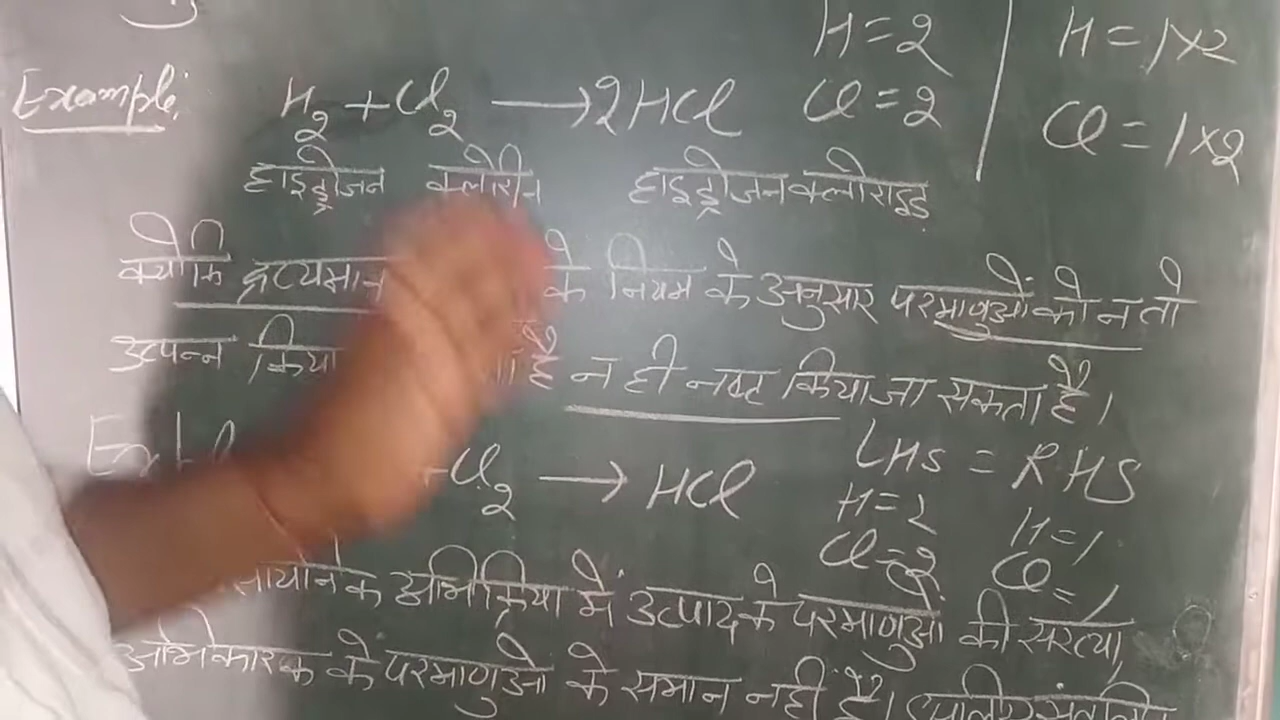 H=2 | H=1×2
Example: H₂ + Cl₂ → 2HCl Cl=2 | Cl=1×2
हाइड्रोजन क्लोरीन हाइड्रोजनक्लोराइड
क्योकि द्रव्यमान के नियम के अनुसार परमाणुओं को न तो
उत्पन्न किया है न ही नष्ट किया जा सकता है।
LHS = RHS
+Cl₂ → HCl
H=2 H=1
Cl=2 Cl=1
अभिक्रिया में उत्पाद के परमाणुओं की
अभिकारक के परमाणुओ के समान नहीं है।